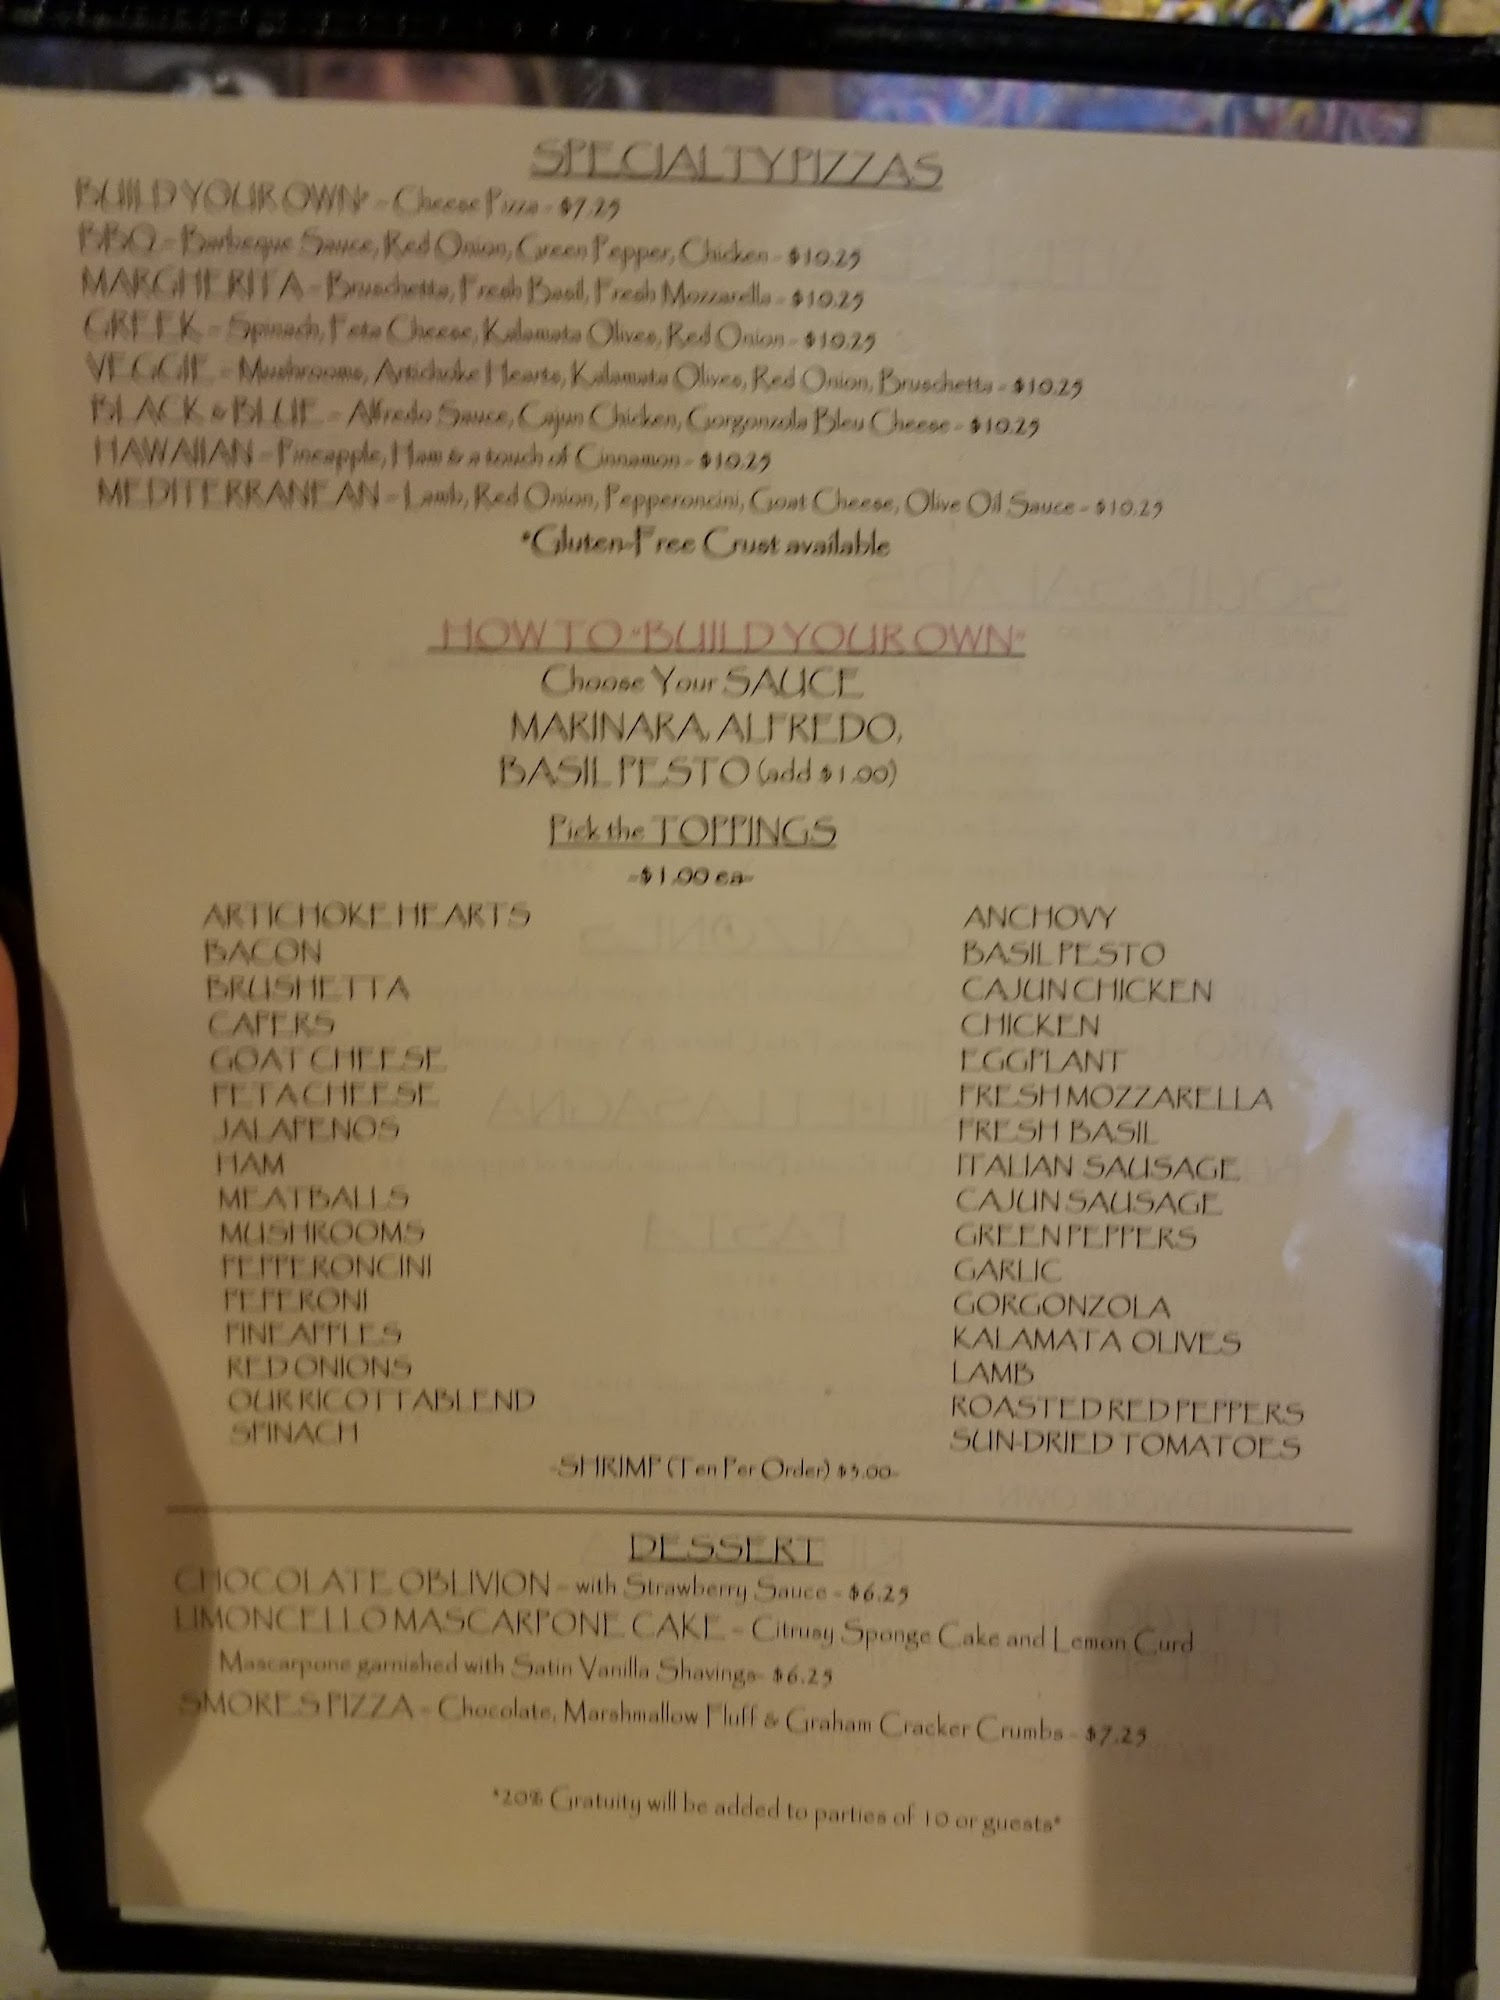 SPECIALTY PIZZAS
BUILD YOUR OWN* - Cheese Pizza - $7.25
BBQ - Barbeque Sauce, Red Onion, Green Pepper, Chicken - $10.25
MARGHERITA - Bruschetta, Fresh Basil, Fresh Mozzarella - $10.25
GREEK - Spinach, Feta Cheese, Kalamata Olives, Red Onion - $10.25
VEGGIE - Mushrooms, Artichoke Hearts, Kalamata Olives, Red Onion, Bruschetta - $10.25
BLACK & BLUE - Alfredo Sauce, Cajun Chicken, Gorgonzola Bleu Cheese - $10.25
HAWAIIAN - Pineapple, Ham & a touch of Cinnamon - $10.25
MEDITERRANEAN - Lamb, Red Onion, Pepperoncini, Goat Cheese, Olive Oil Sauce - $10.25
*Gluten-Free Crust available
HOW TO "BUILD YOUR OWN"
Choose Your SAUCE
MARINARA, ALFREDO,
BASIL PESTO (add $1.00)
Pick the TOPPINGS
-$1.00 ea-
ARTICHOKE HEARTS
BACON
BRUSHETTA
CAPERS
GOAT CHEESE
FETA CHEESE
JALAPENOS
HAM
MEATBALLS
MUSHROOMS
PEPPERONCINI
PEPERONI
PINEAPPLES
RED ONIONS
OUR RICOTTA BLEND
SPINACH
ANCHOVY
BASIL PESTO
CAJUN CHICKEN
CHICKEN
EGGPLANT
FRESH MOZZARELLA
FRESH BASIL
ITALIAN SAUSAGE
CAJUN SAUSAGE
GREEN PEPPERS
GARLIC
GORGONZOLA
KALAMATA OLIVES
LAMB
ROASTED RED PEPPERS
SUN-DRIED TOMATOES
-SHRIMP (Ten Per Order) $3.00-
DESSERT
CHOCOLATE OBLIVION - with Strawberry Sauce - $6.25
LIMONCELLO MASCARPONE CAKE - Citrusy Sponge Cake and Lemon Curd
Mascarpone garnished with Satin Vanilla Shavings- $6.25
SMORES PIZZA - Chocolate, Marshmallow Fluff & Graham Cracker Crumbs - $7.25
*20% Gratuity will be added to parties of 10 or guests*